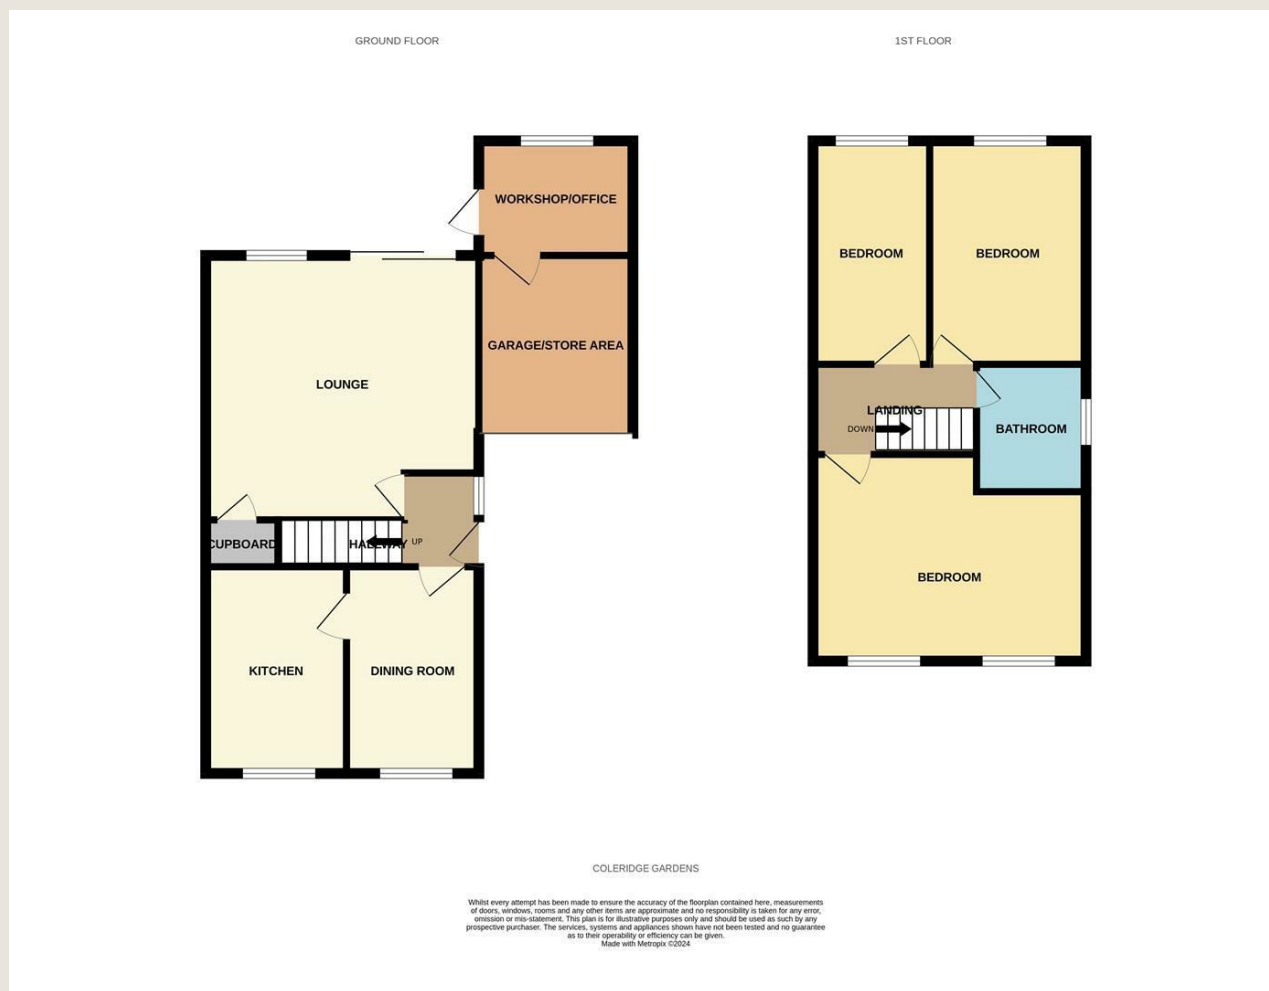 GROUND FLOOR
1ST FLOOR
WORKSHOP/OFFICE
GARAGE/STORE AREA
LOUNGE
CUPBOARD
HALLWAY
UP
KITCHEN
DINING ROOM
BEDROOM
BEDROOM
LANDING
DOWN
BATHROOM
BEDROOM
COLERIDGE GARDENS
Whilst every attempt has been made to ensure the accuracy of the floorplan contained here, measurements
of doors, windows, rooms and any other items are approximate and no responsibility is taken for any error,
omission or mis-statement. This plan is for illustrative purposes only and should be used as such by any
prospective purchaser. The services, systems and appliances shown have not been tested and no guarantee
as to their operability or efficiency can be given.
Made with Metropix ©2024